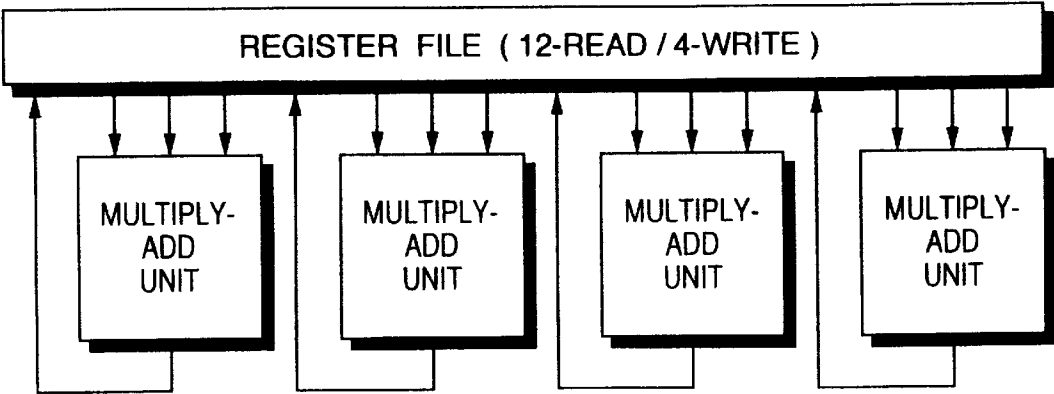 REGISTER FILE ( 12-READ / 4-WRITE )
MULTIPLY-
ADD
UNIT
MULTIPLY-
ADD
UNIT
MULTIPLY-
ADD
UNIT
MULTIPLY-
ADD
UNIT